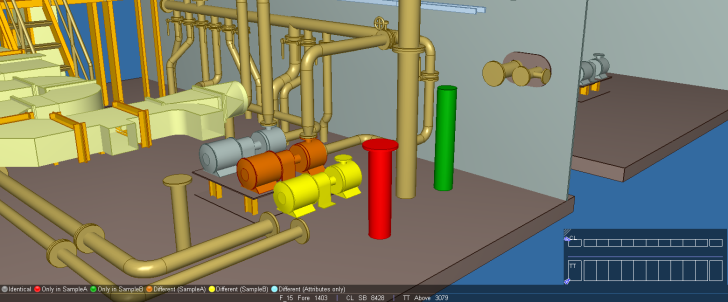 CL
TT
Identical Only in SampleA Only in SampleB Different (SampleA) Different (SampleB) Different (Attributes only)
F_15 Fore 1403 | CL SB 8428 | TT Above 3079